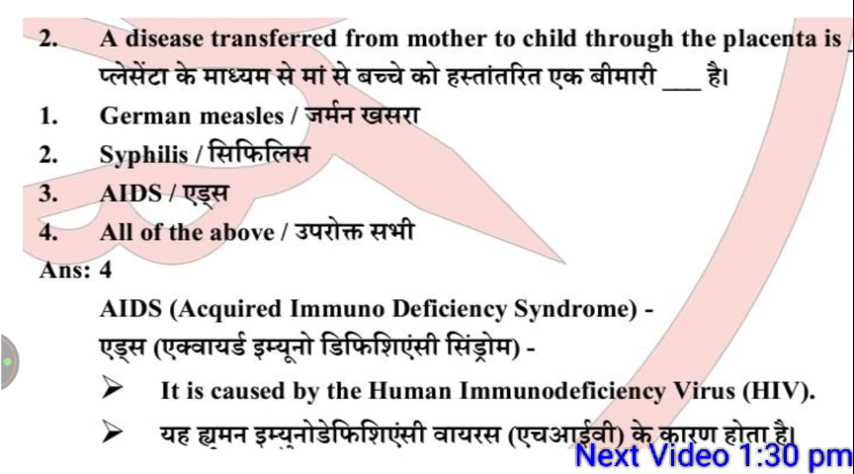 2. A disease transferred from mother to child through the placenta is
प्लेसेंटा के माध्यम से मां से बच्चे को हस्तांतरित एक बीमारी ___ है।
1. German measles / जर्मन खसरा
2. Syphilis / सिफिलिस
3. AIDS / एड्स
4. All of the above / उपरोक्त सभी
Ans: 4
AIDS (Acquired Immuno Deficiency Syndrome) -
एड्स (एक्वायर्ड इम्यूनो डिफिशिएंसी सिंड्रोम) -
➢ It is caused by the Human Immunodeficiency Virus (HIV).
➢ यह ह्यूमन इम्यूनोडेफिशिएंसी वायरस (एचआईवी) के कारण होता है।
Next Video 1:30 pm